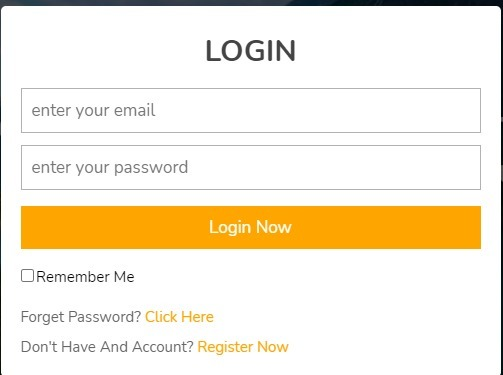 LOGIN
enter your email
enter your password
Login Now
Remember Me
Forget Password? Click Here
Don't Have And Account? Register Now